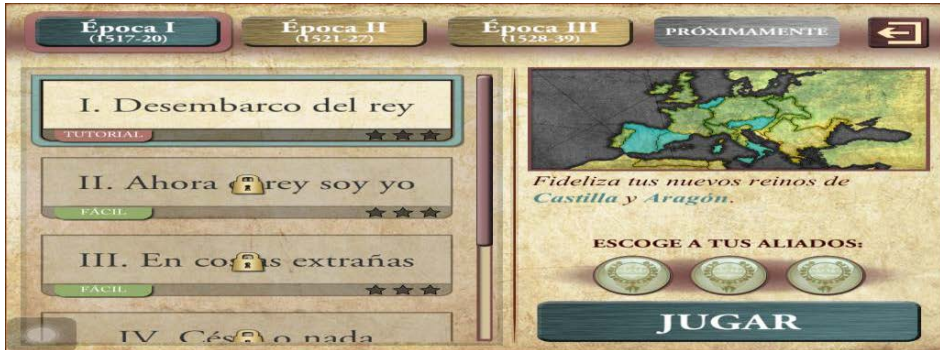 Época I
(1517-20)
Época II
(1521-27)
Época III
(1528-39)
PRÓXIMAMENTE
I. Desembarco del rey
TUTORIAL
II. Ahora rey soy yo
FÁCIL
III. En extrañas
FÁCIL
IV. o nada
Fideliza tus nuevos reinos de
Castilla y Aragón.
ESCOGE A TUS ALIADOS:
JUGAR